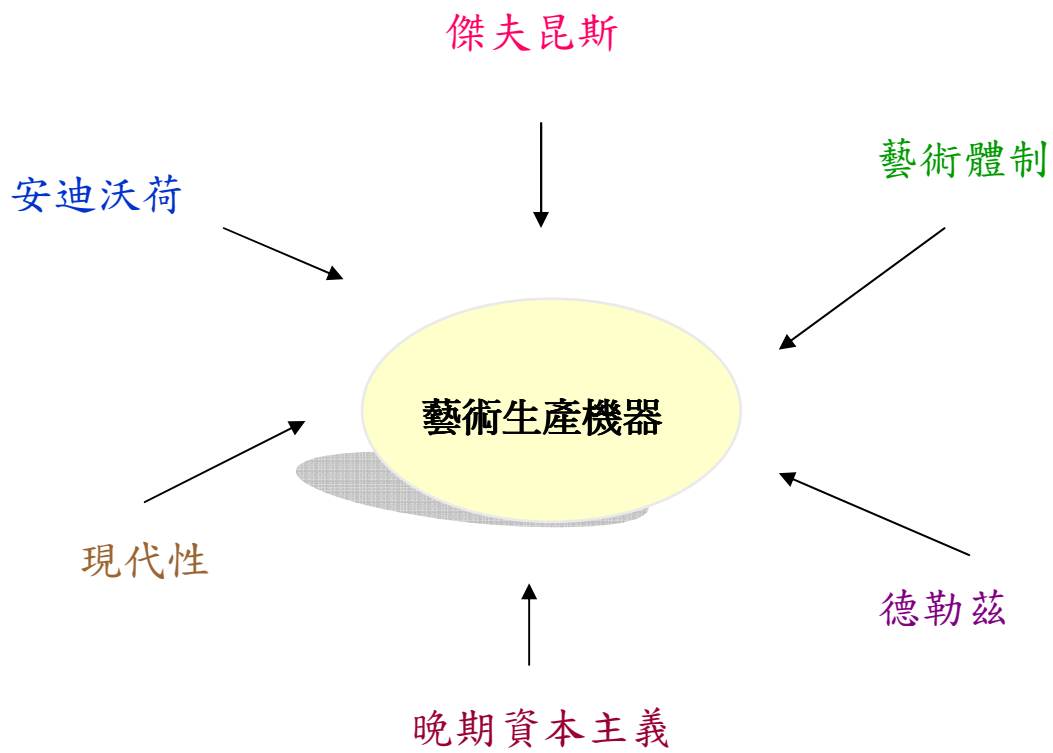 傑夫昆斯
藝術體制
安迪沃荷
藝術生產機器
現代性
德勒茲
晚期資本主義